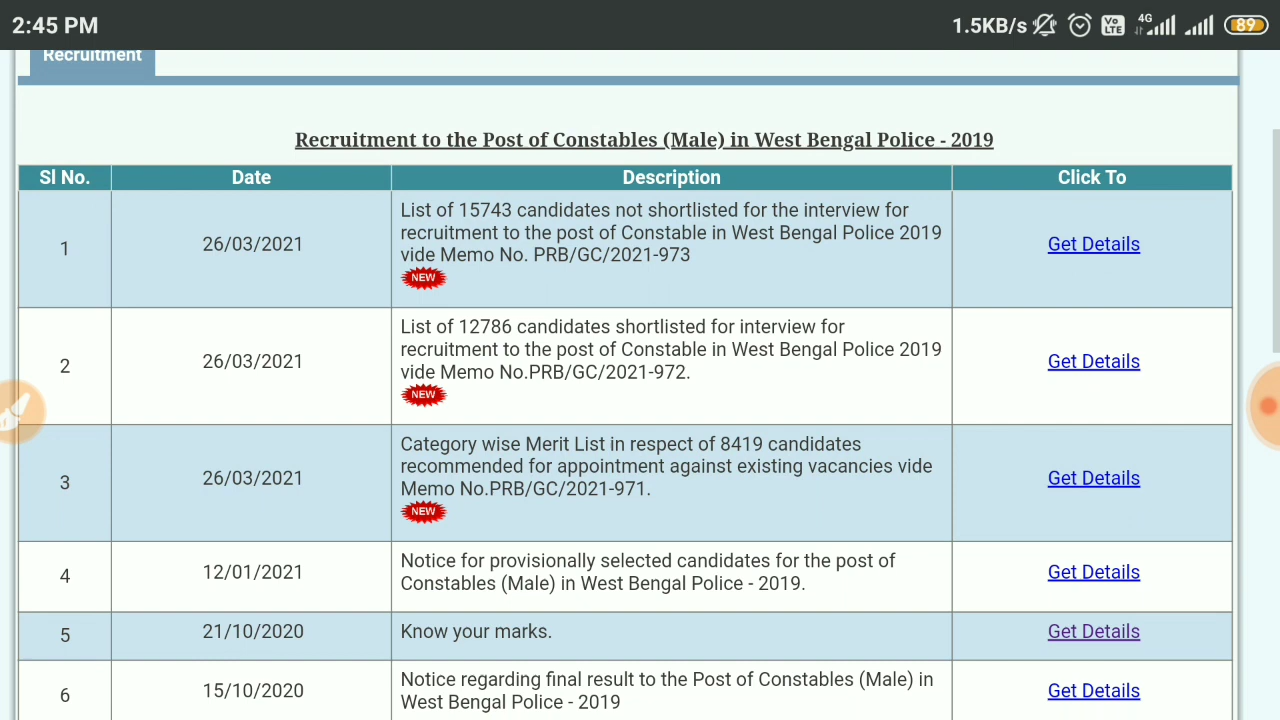 2:45 PM
1.5KB/s
Vo LTE
4G
89
Recruitment
Recruitment to the Post of Constables (Male) in West Bengal Police - 2019
Sl No. Date Description Click To
1 26/03/2021 List of 15743 candidates not shortlisted for the interview for
recruitment to the post of Constable in West Bengal Police 2019
vide Memo No. PRB/GC/2021-973
NEW
Get Details
2 26/03/2021 List of 12786 candidates shortlisted for interview for
recruitment to the post of Constable in West Bengal Police 2019
vide Memo No.PRB/GC/2021-972.
NEW
Get Details
3 26/03/2021 Category wise Merit List in respect of 8419 candidates
recommended for appointment against existing vacancies vide
Memo No.PRB/GC/2021-971.
NEW
Get Details
4 12/01/2021 Notice for provisionally selected candidates for the post of
Constables (Male) in West Bengal Police - 2019.
Get Details
5 21/10/2020 Know your marks. Get Details
6 15/10/2020 Notice regarding final result to the Post of Constables (Male) in
West Bengal Police - 2019
Get Details